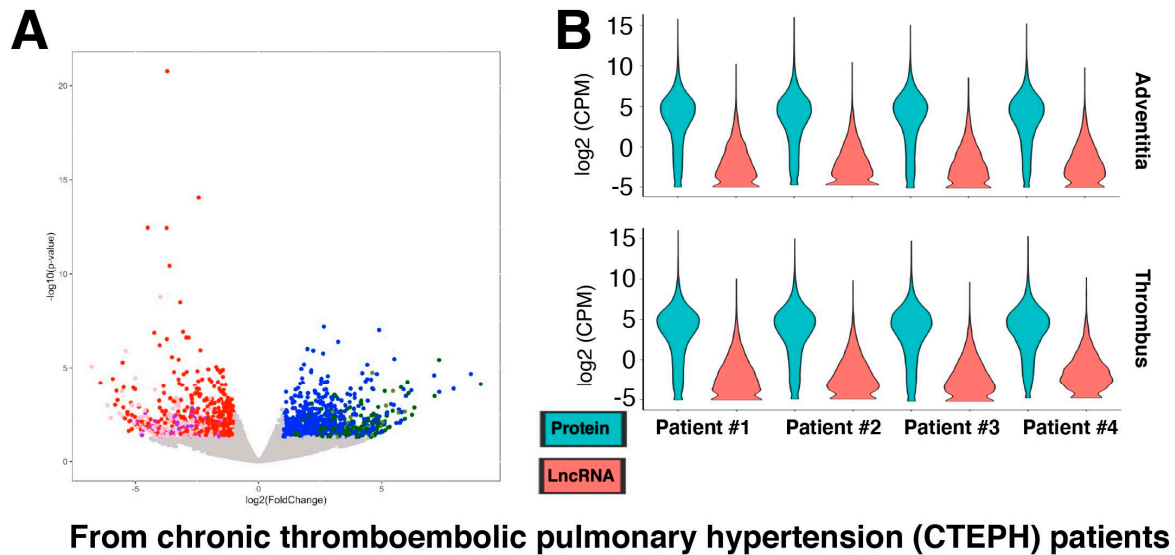 A
20
15
10
5
0
-log10(p-value)
-5
0
5
log2(FoldChange)
B
15
10
5
0
-5
log2 (CPM)
Adventitia
15
10
5
0
-5
log2 (CPM)
Thrombus
Patient #1 Patient #2 Patient #3 Patient #4
Protein
LncRNA
From chronic thromboembolic pulmonary hypertension (CTEPH) patients